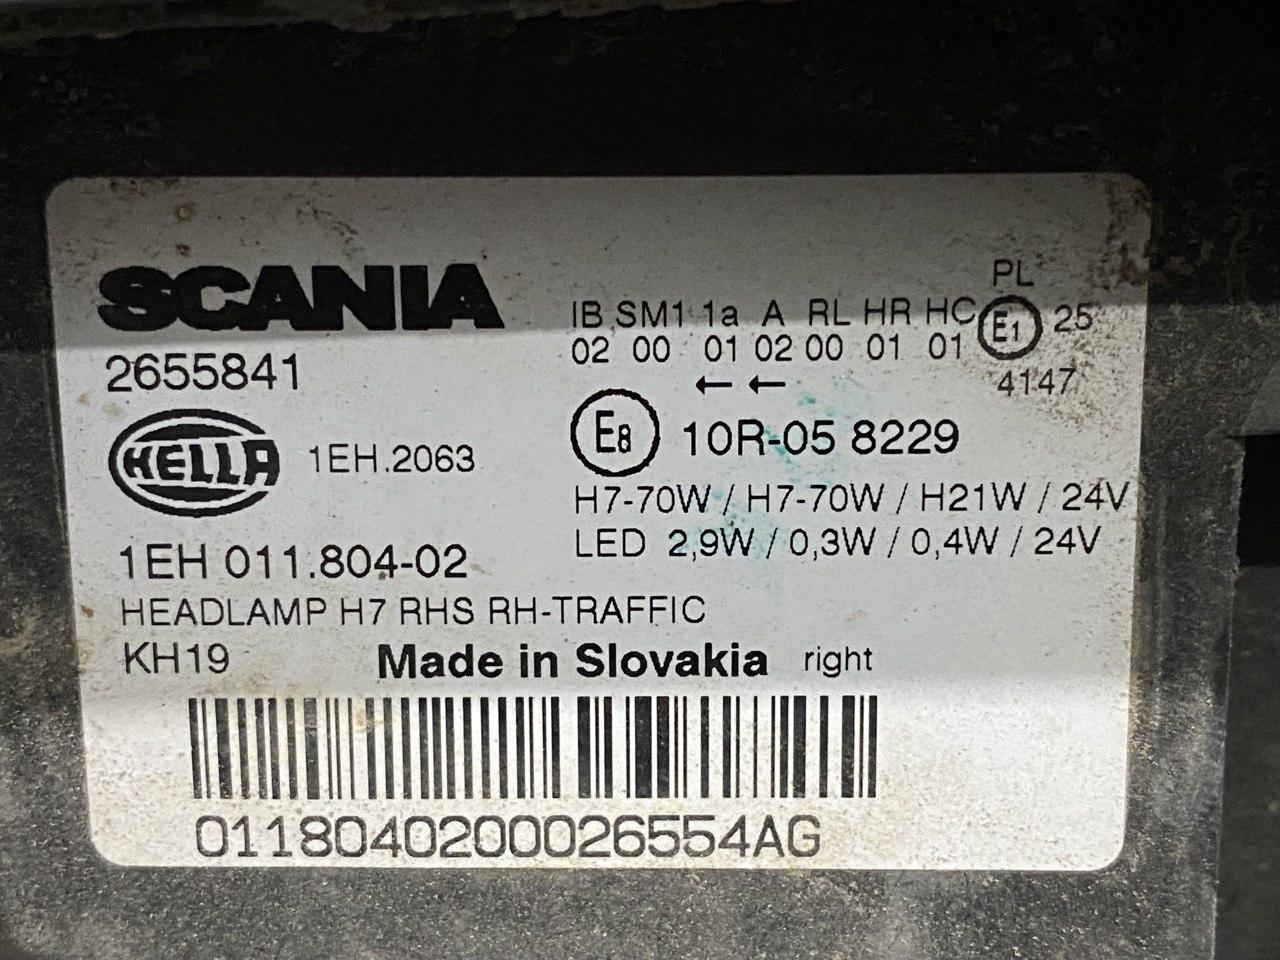 SCANIA
2655841
HELLA 1EH.2063
1EH 011.804-02
HEADLAMP H7 RHS RH-TRAFFIC
KH19 Made in Slovakia right
PL
IB SM1 1a A RL HR HC E1 25
02 00 01 02 00 01 01
← ← 4147
E8 10R-05 8229
H7-70W / H7-70W / H21W / 24V
LED 2,9W / 0,3W / 0,4W / 24V
0118040200026554AG